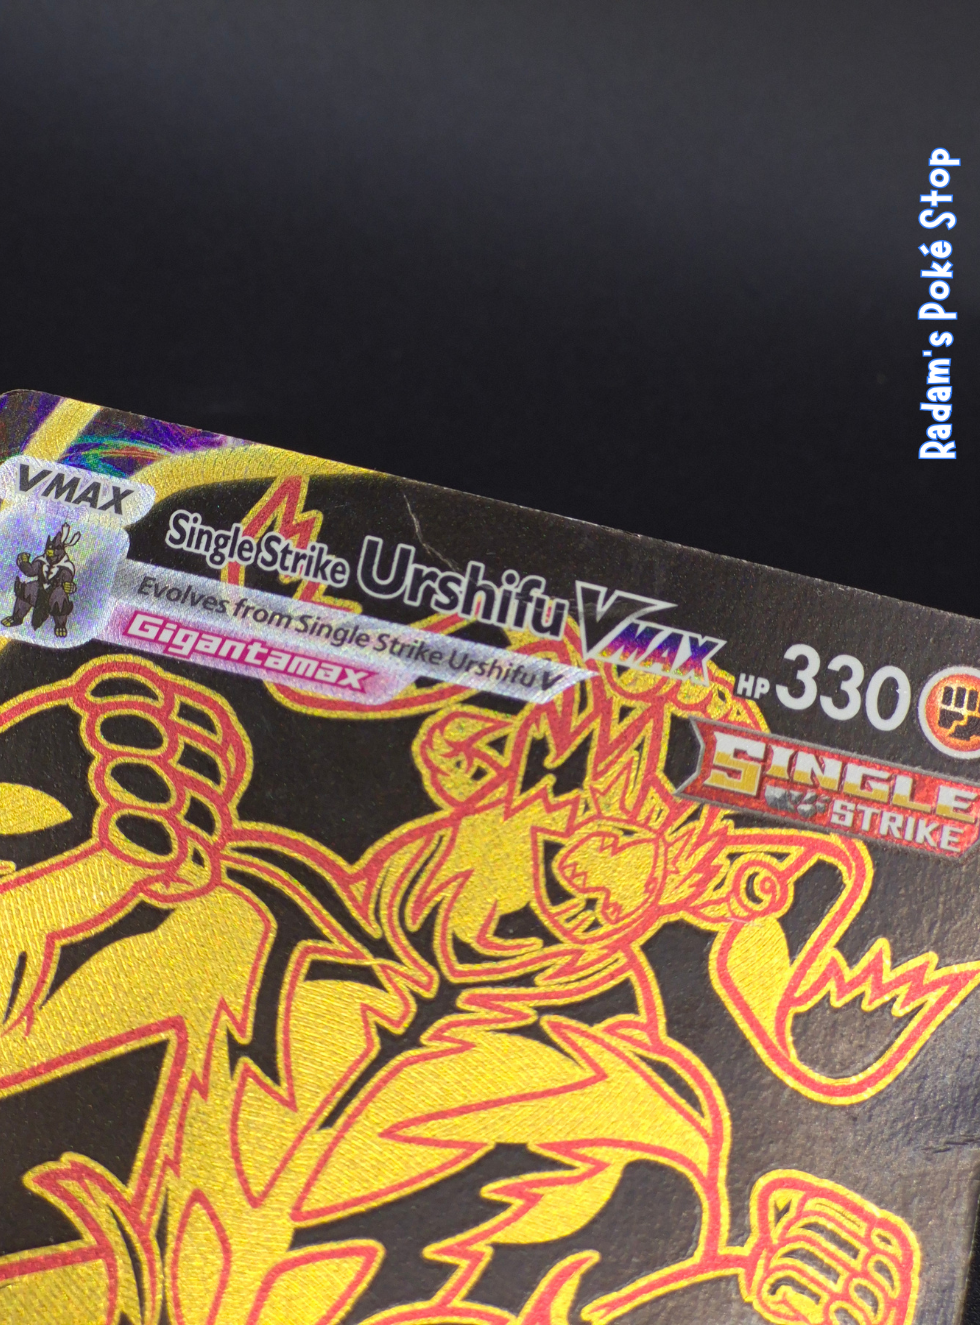 Radam's Poké Stop
VMAX
Single Strike Urshifu VMAX
HP 330
Evolves from Single Strike Urshifu V
Gigantamax
SINGLE
STRIKE